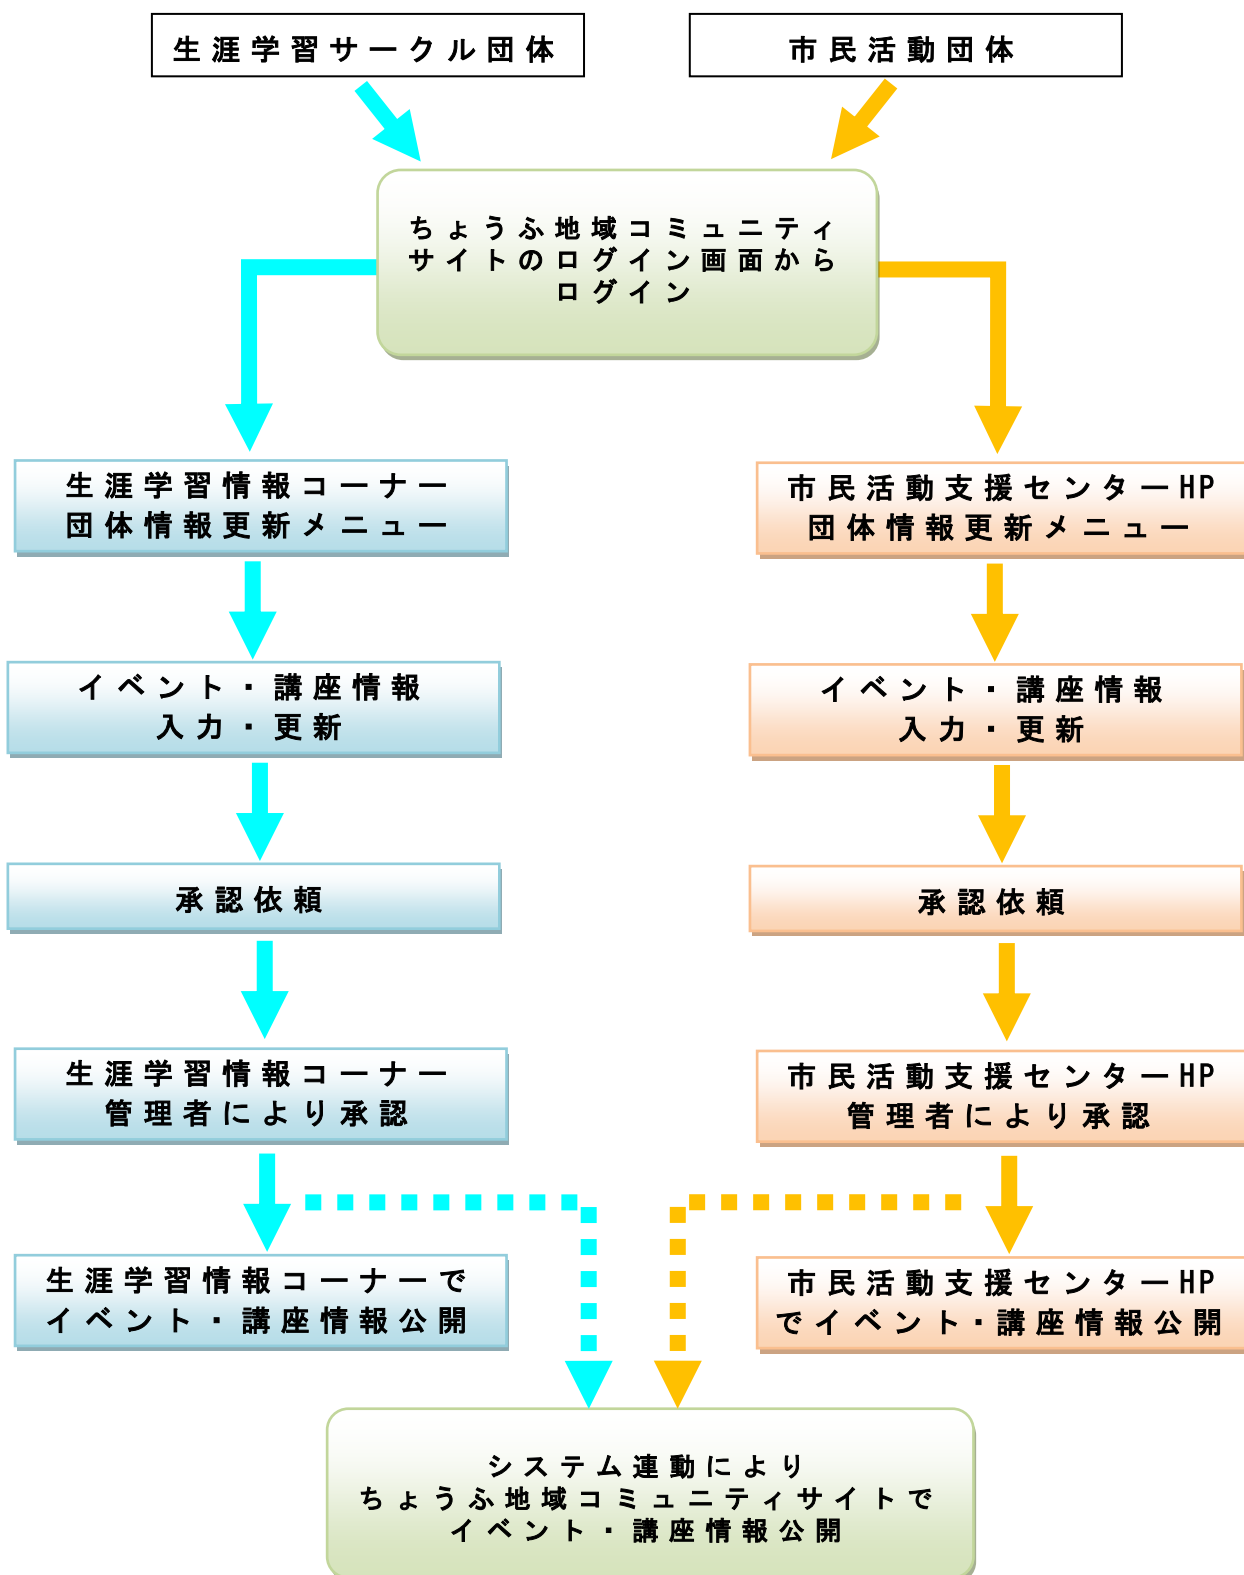 生涯学習サークル団体
市民活動団体
ちょうふ地域コミュニティ
サイトのログイン画面から
ログイン
生涯学習情報コーナー
団体情報更新メニュー
市民活動支援センターHP
団体情報更新メニュー
イベント・講座情報
入力・更新
イベント・講座情報
入力・更新
承認依頼
承認依頼
生涯学習情報コーナー
管理者により承認
市民活動支援センターHP
管理者により承認
生涯学習情報コーナーで
イベント・講座情報公開
市民活動支援センターHP
でイベント・講座情報公開
システム連動により
ちょうふ地域コミュニティサイトで
イベント・講座情報公開